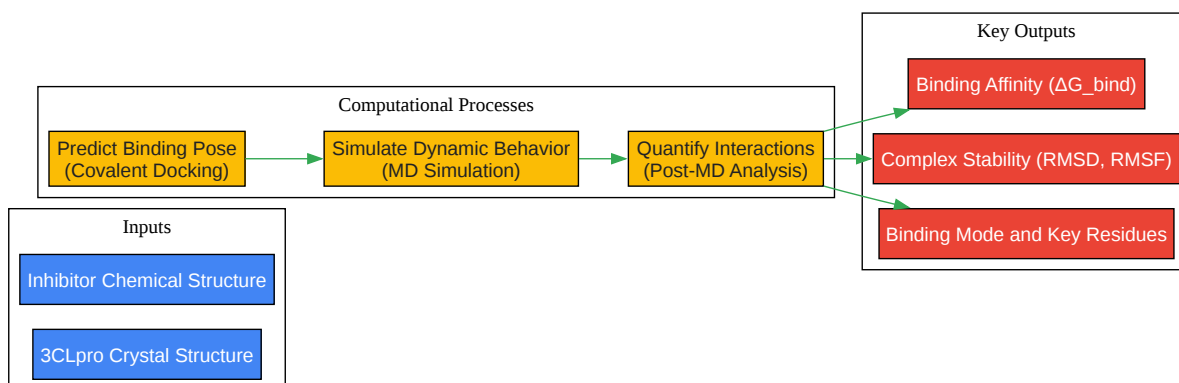 Key Outputs
Binding Affinity (ΔG_bind)
Complex Stability (RMSD, RMSF)
Binding Mode and Key Residues
Computational Processes
Predict Binding Pose
(Covalent Docking)
Simulate Dynamic Behavior
(MD Simulation)
Quantify Interactions
(Post-MD Analysis)
Inputs
Inhibitor Chemical Structure
3CLpro Crystal Structure